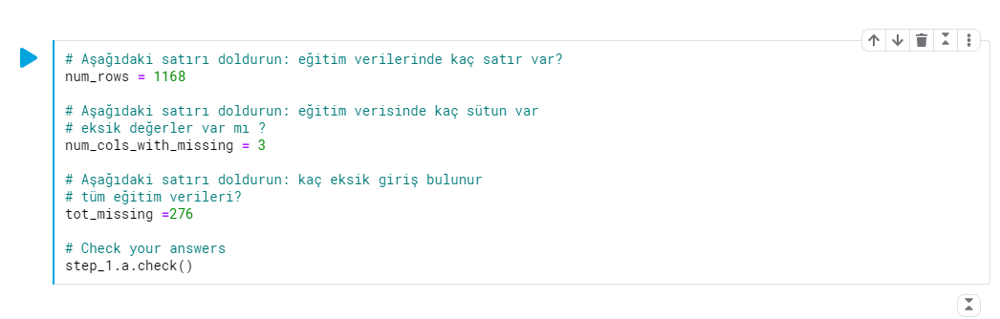 # Aşağıdaki satırı doldurun: eğitim verilerinde kaç satır var?
num_rows = 1168
# Aşağıdaki satırı doldurun: eğitim verisinde kaç sütun var
# eksik değerler var mı ?
num_cols_with_missing = 3
# Aşağıdaki satırı doldurun: kaç eksik giriş bulunur
# tüm eğitim verileri?
tot_missing =276
# Check your answers
step_1.a.check()